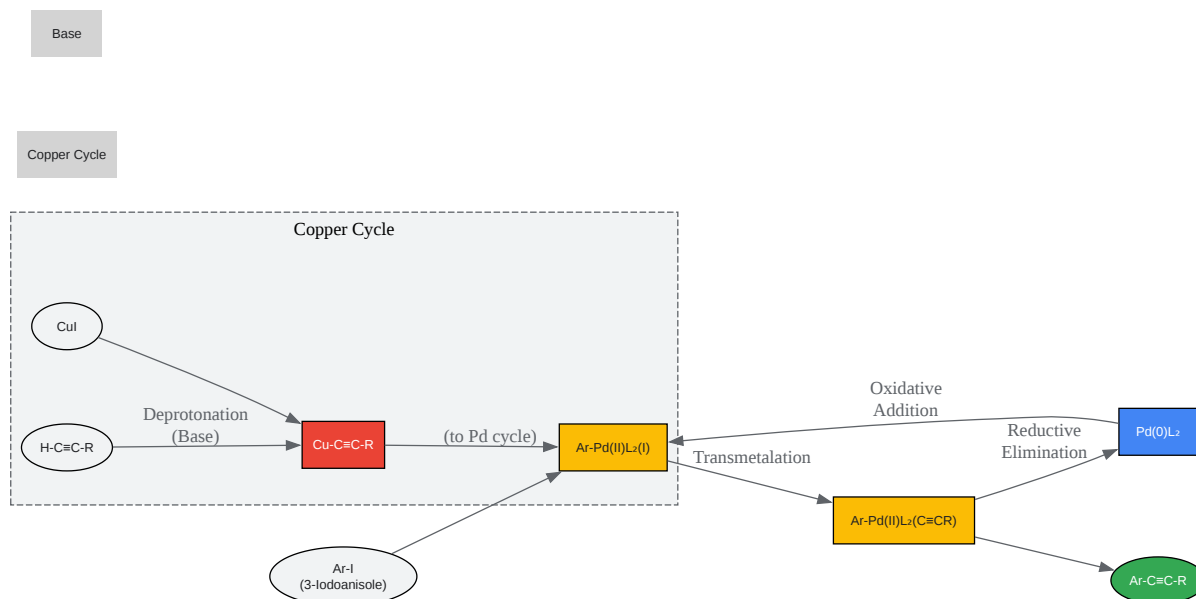 Base
Copper Cycle
Copper Cycle
CuI
H-C≡C-R
Deprotonation
(Base)
Cu-C≡C-R
(to Pd cycle)
Ar-Pd(II)L₂(I)
Ar-I
(3-Iodoanisole)
Oxidative
Addition
Transmetalation
Reductive
Elimination
Pd(0)L₂
Ar-Pd(II)L₂(C≡CR)
Ar-C≡C-R